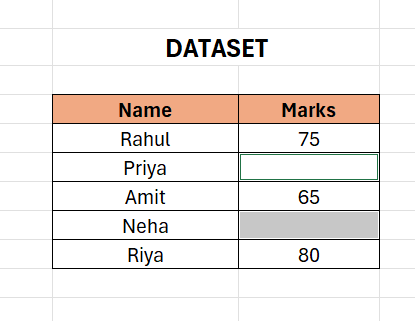 DATASET
Name Marks
Rahul 75
Priya
Amit 65
Neha
Riya 80